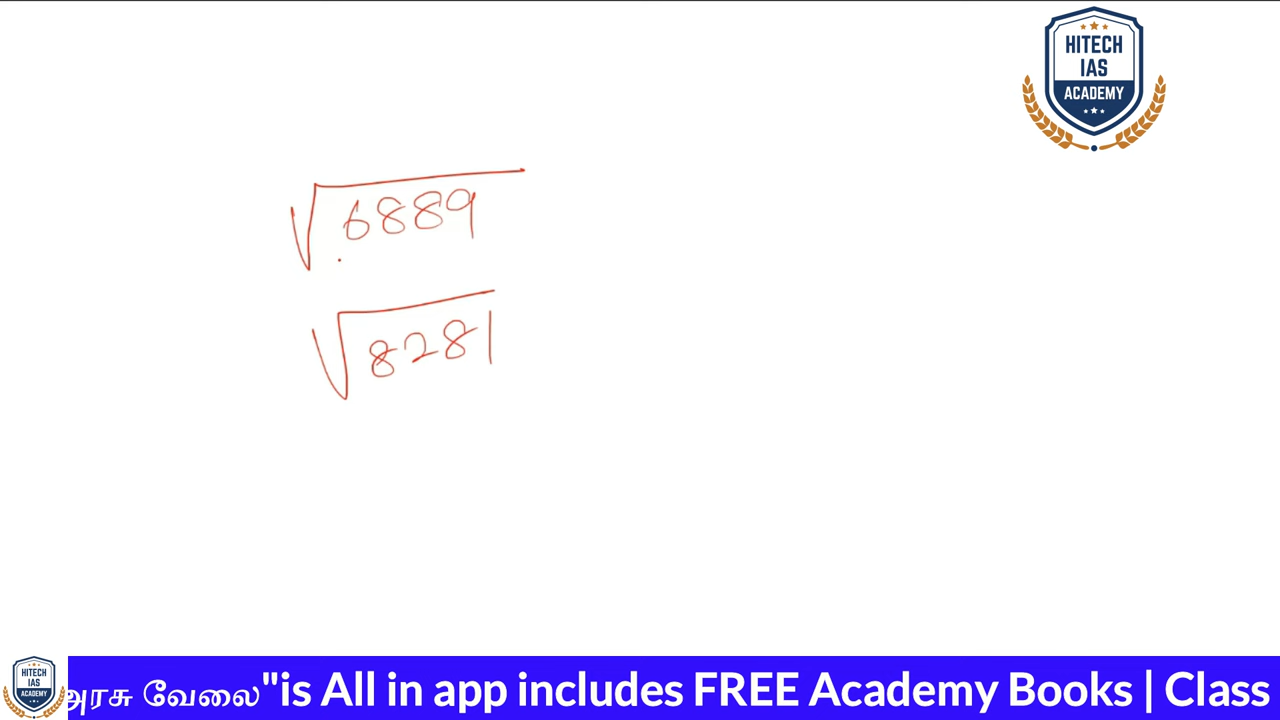 HITECH
IAS
ACADEMY
√6889
√8281
HITECH
IAS
ACADEMY
அரசு வேலை"is All in app includes FREE Academy Books | Class